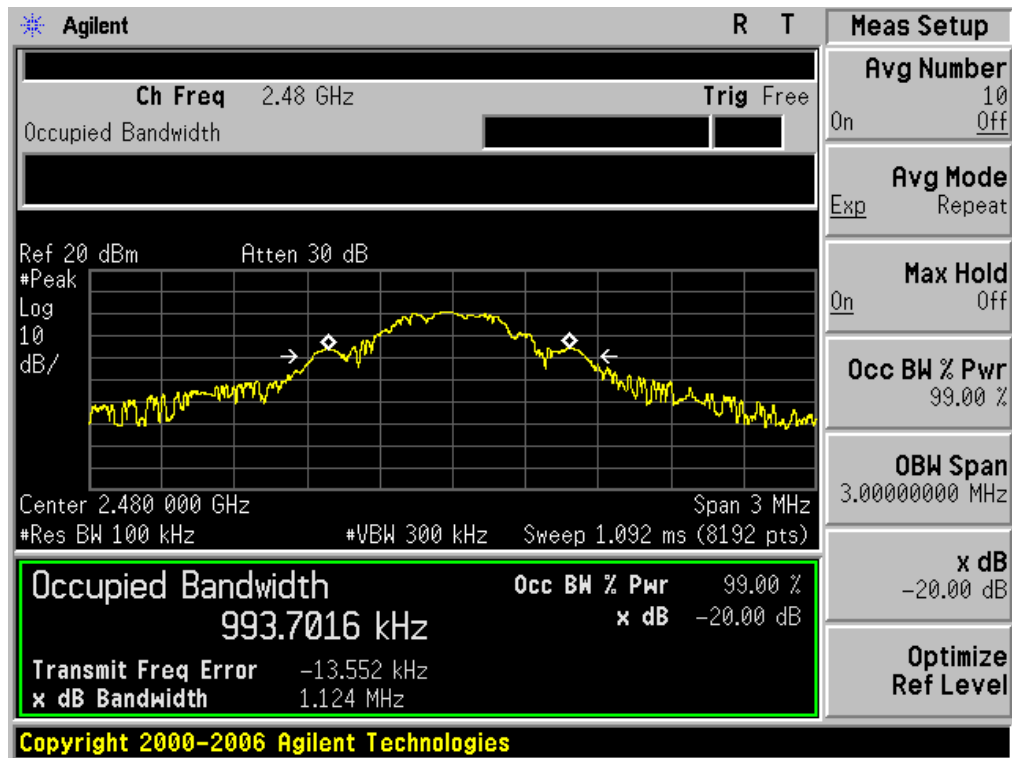 Agilent R T Meas Setup
Ch Freq 2.48 GHz Trig Free
Occupied Bandwidth
Ref 20 dBm Atten 30 dB
#Peak
Log
10
dB/
Center 2.480 000 GHz Span 3 MHz
#Res BW 100 kHz #VBW 300 kHz Sweep 1.092 ms (8192 pts)
Occupied Bandwidth Occ BW % Pwr 99.00 %
993.7016 kHz x dB -20.00 dB
Transmit Freq Error -13.552 kHz
x dB Bandwidth 1.124 MHz
Copyright 2000-2006 Agilent Technologies
Avg Number
10
On Off
Avg Mode
Exp Repeat
Max Hold
On Off
Occ BW % Pwr
99.00 %
OBW Span
3.00000000 MHz
x dB
-20.00 dB
Optimize
Ref Level